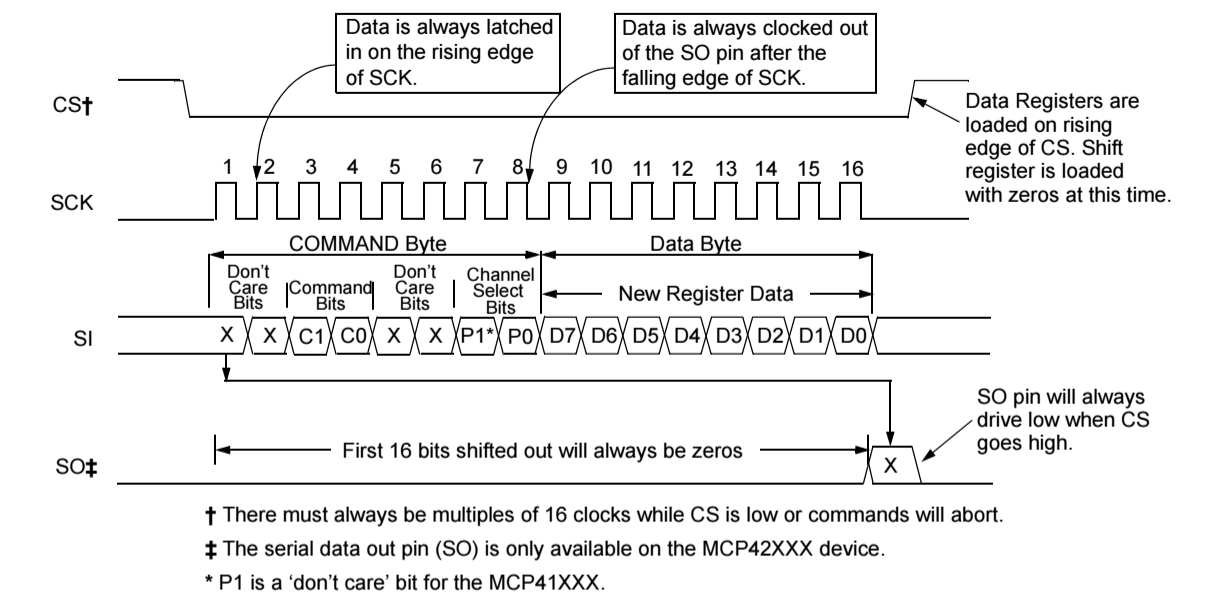 Data is always latched
in on the rising edge
of SCK.
Data is always clocked out
of the SO pin after the
falling edge of SCK.
CS†
Data Registers are
loaded on rising
edge of CS. Shift
register is loaded
with zeros at this time.
1 2 3 4 5 6 7 8 9 10 11 12 13 14 15 16
SCK
COMMAND Byte
Data Byte
Don't
Care
Bits
Command
Bits
Don't
Care
Bits
Channel
Select
Bits
New Register Data
SI
X X C1 C0 X X P1* P0 D7 D6 D5 D4 D3 D2 D1 D0
SO pin will always
drive low when CS
goes high.
First 16 bits shifted out will always be zeros
SO‡
X
† There must always be multiples of 16 clocks while CS is low or commands will abort.
‡ The serial data out pin (SO) is only available on the MCP42XXX device.
* P1 is a 'don't care' bit for the MCP41XXX.